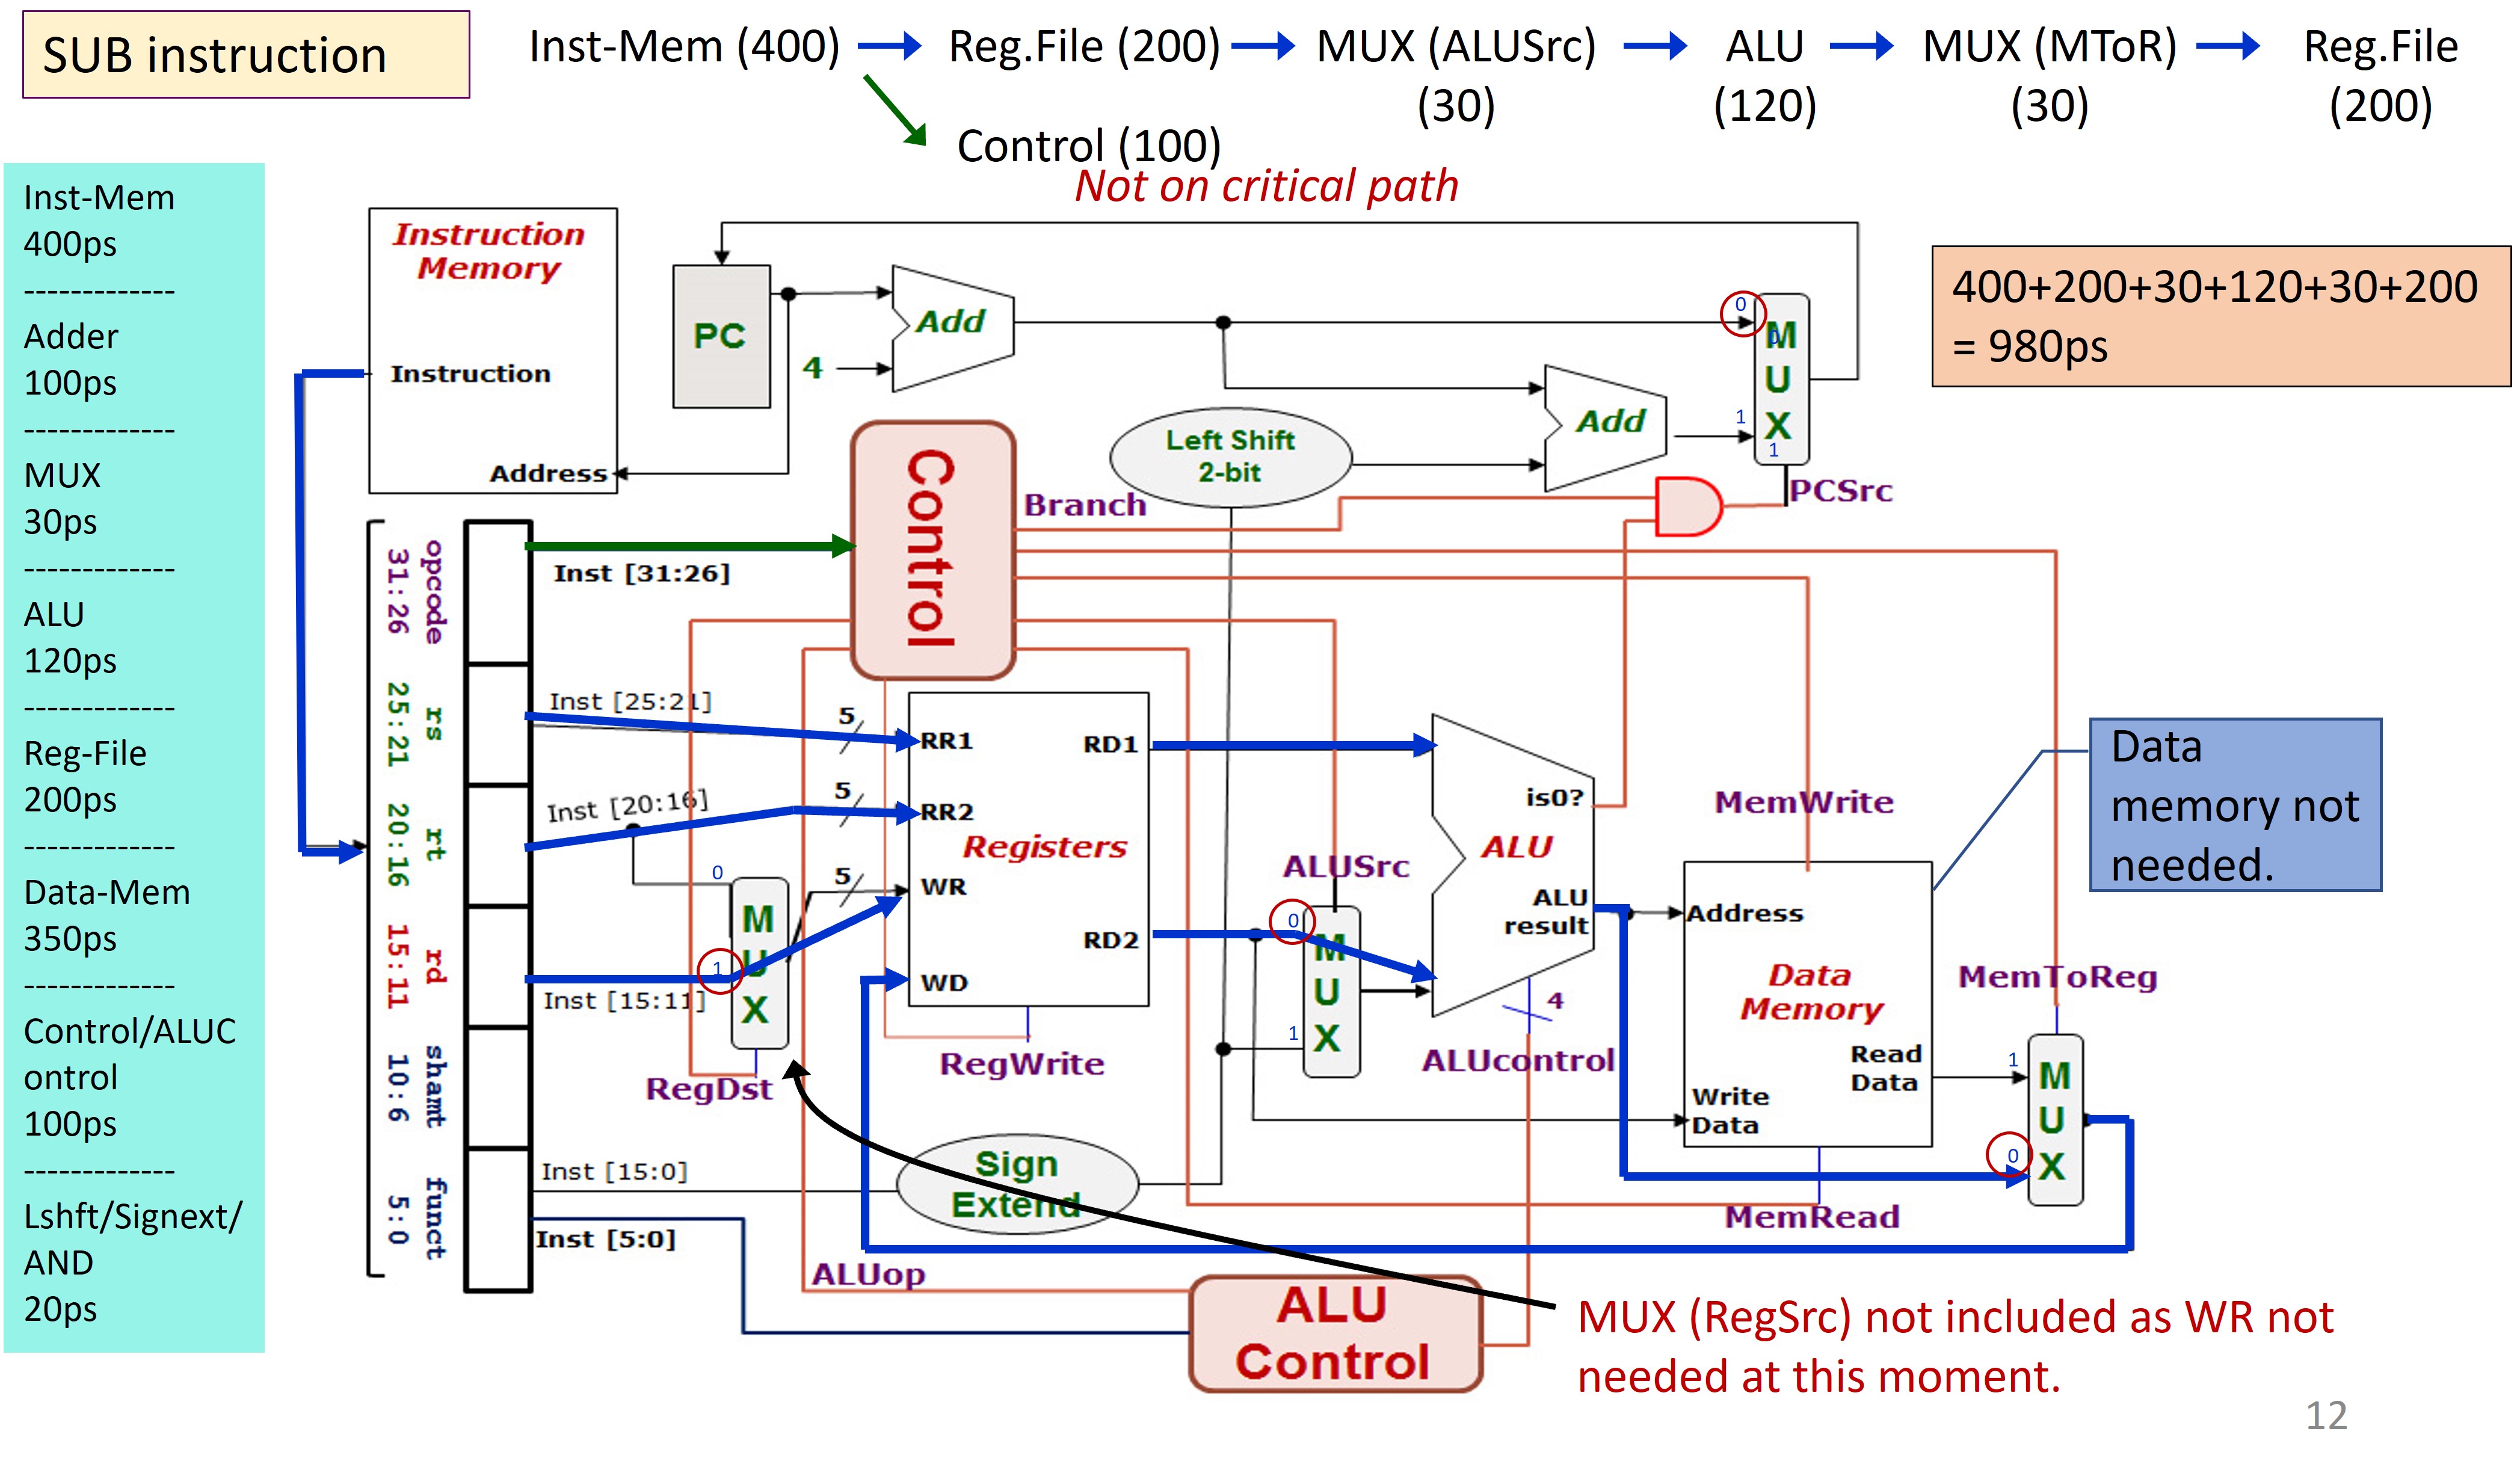 SUB instruction
Inst-Mem (400)
Reg.File (200)
MUX (ALUSrc)
(30)
ALU
(120)
MUX (MToR)
(30)
Reg.File
(200)
Control (100)
Not on critical path
Inst-Mem
400ps
-------------
Adder
100ps
-------------
MUX
30ps
-------------
ALU
120ps
-------------
Reg-File
200ps
-------------
Data-Mem
350ps
-------------
Control/ALUC
ontrol
100ps
-------------
Lshft/Signext/
AND
20ps
Instruction
Memory
Instruction
Address
PC
4
Add
Left Shift
2-bit
Add
0
M
0
U
1
X
1
PCSrc
400+200+30+120+30+200
= 980ps
Control
Branch
opcode
31:26
rs
25:21
rt
20:16
rd
15:11
shamt
10:6
funct
5:0
Inst [31:26]
Inst [25:21]
Inst [20:16]
Inst [15:11]
Inst [15:0]
Inst [5:0]
5
5
5
0
1
M
U
X
RegDst
RR1
RR2
WR
WD
RD1
RD2
Registers
RegWrite
Sign
Extend
ALUSrc
0
M
U
1
X
is0?
ALU
ALU
result
4
ALUcontrol
MemWrite
Address
Data
Memory
Read
Data
Write
Data
MemRead
MemToReg
1
M
U
0
X
Data
memory not
needed.
ALUop
ALU
Control
MUX (RegSrc) not included as WR not
needed at this moment.
12